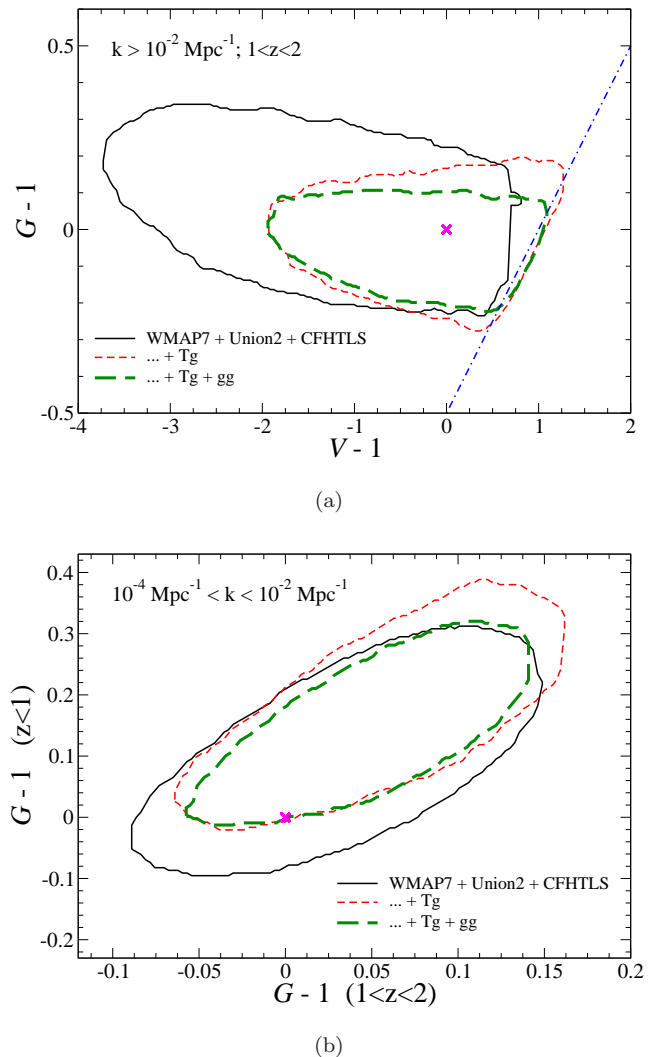 k > 10⁻² Mpc⁻¹; 1<z<2
G - 1
0.5
0
-0.5
WMAP7 + Union2 + CFHTLS
... + Tg
... + Tg + gg
-4 -3 -2 -1 0 1 2
V - 1
(a)
10⁻⁴ Mpc⁻¹ < k < 10⁻² Mpc⁻¹
G - 1 (z<1)
0.4
0.3
0.2
0.1
0
-0.1
-0.2
WMAP7 + Union2 + CFHTLS
... + Tg
... + Tg + gg
-0.1 -0.05 0 0.05 0.1 0.15 0.2
G - 1 (1<z<2)
(b)